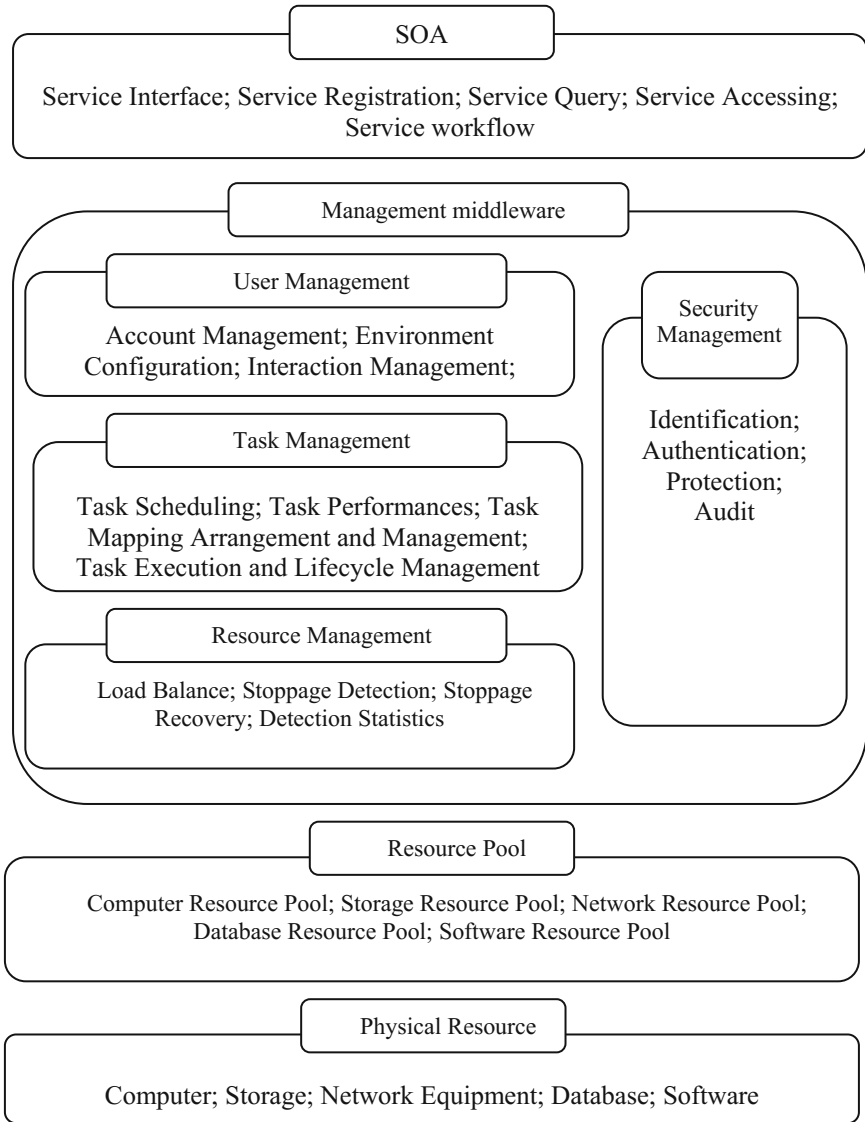 SOA
Service Interface; Service Registration; Service Query; Service Accessing;
Service workflow
Management middleware
User Management
Account Management; Environment
Configuration; Interaction Management;
Task Management
Task Scheduling; Task Performances; Task
Mapping Arrangement and Management;
Task Execution and Lifecycle Management
Resource Management
Load Balance; Stoppage Detection; Stoppage
Recovery; Detection Statistics
Security
Management
Identification;
Authentication;
Protection;
Audit
Resource Pool
Computer Resource Pool; Storage Resource Pool; Network Resource Pool;
Database Resource Pool; Software Resource Pool
Physical Resource
Computer; Storage; Network Equipment; Database; Software